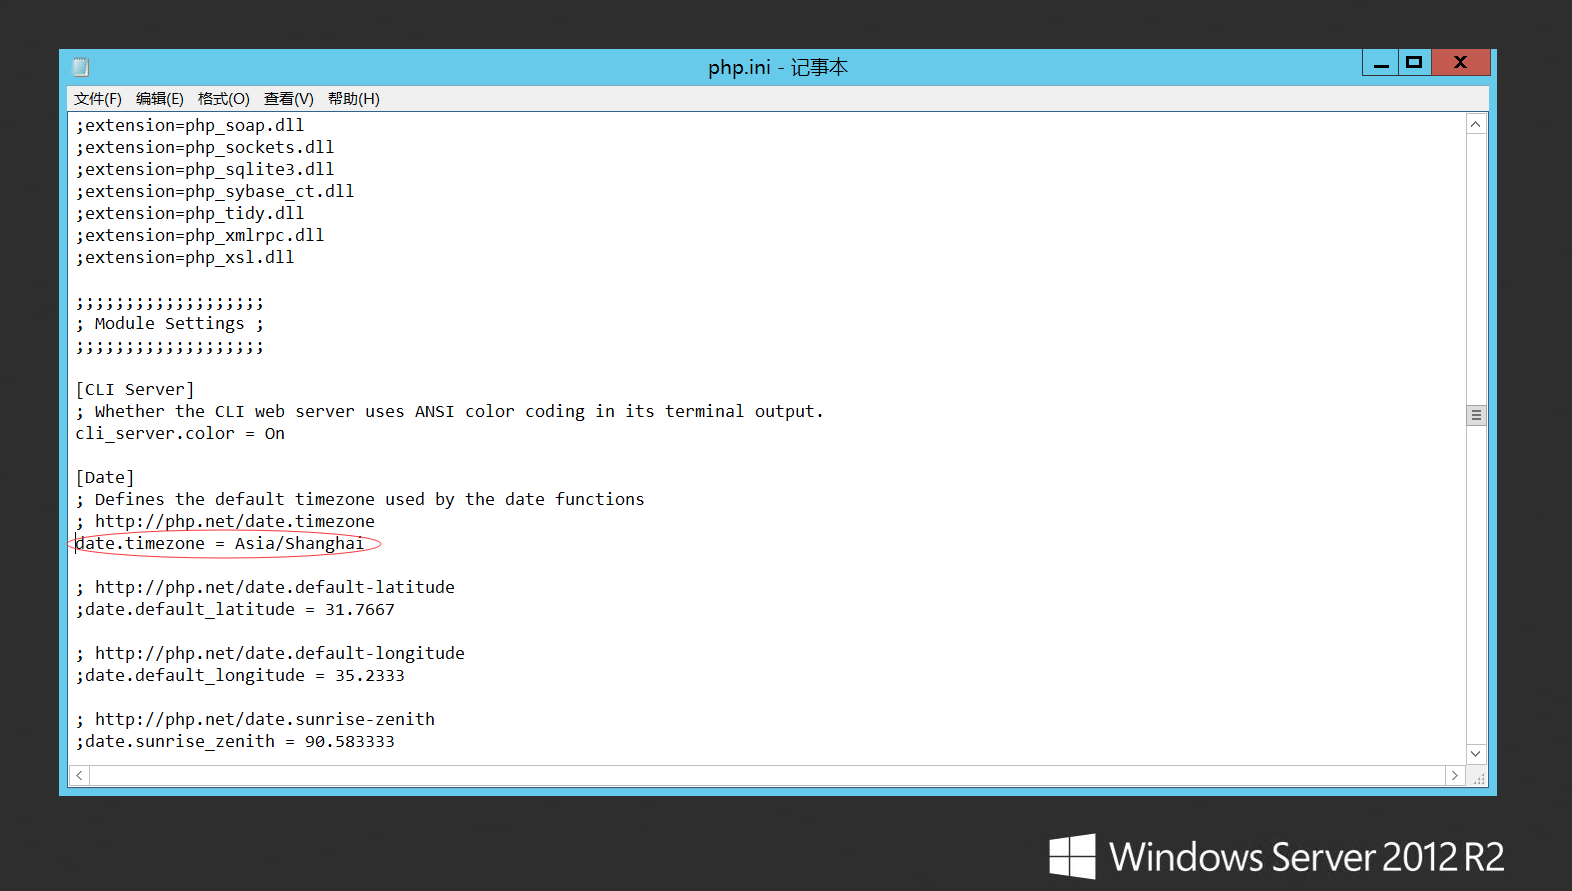 php.ini - 记事本
文件(F) 编辑(E) 格式(O) 查看(V) 帮助(H)
;extension=php_soap.dll
;extension=php_sockets.dll
;extension=php_sqlite3.dll
;extension=php_sybase_ct.dll
;extension=php_tidy.dll
;extension=php_xmlrpc.dll
;extension=php_xsl.dll
;;;;;;;;;;;;;;;;;;;
; Module Settings ;
;;;;;;;;;;;;;;;;;;;
[CLI Server]
; Whether the CLI web server uses ANSI color coding in its terminal output.
cli_server.color = On
[Date]
; Defines the default timezone used by the date functions
; http://php.net/date.timezone
date.timezone = Asia/Shanghai
; http://php.net/date.default-latitude
;date.default_latitude = 31.7667
; http://php.net/date.default-longitude
;date.default_longitude = 35.2333
; http://php.net/date.sunrise-zenith
;date.sunrise_zenith = 90.583333
Windows Server 2012 R2